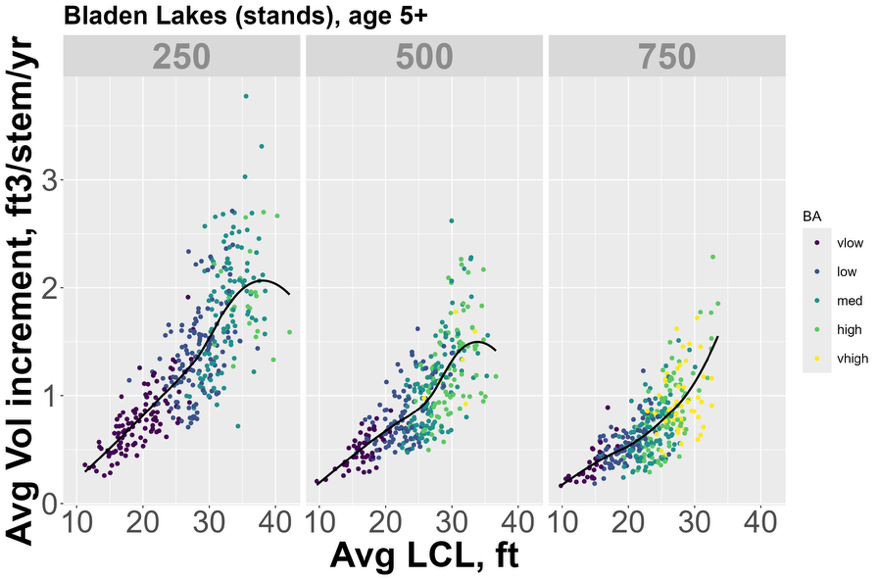 Bladen Lakes (stands), age 5+
250 500 750
Avg Vol increment, ft3/stem/yr
3
2
1
0
10 20 30 40 10 20 30 40 10 20 30 40
Avg LCL, ft
BA
vlow
low
med
high
vhigh